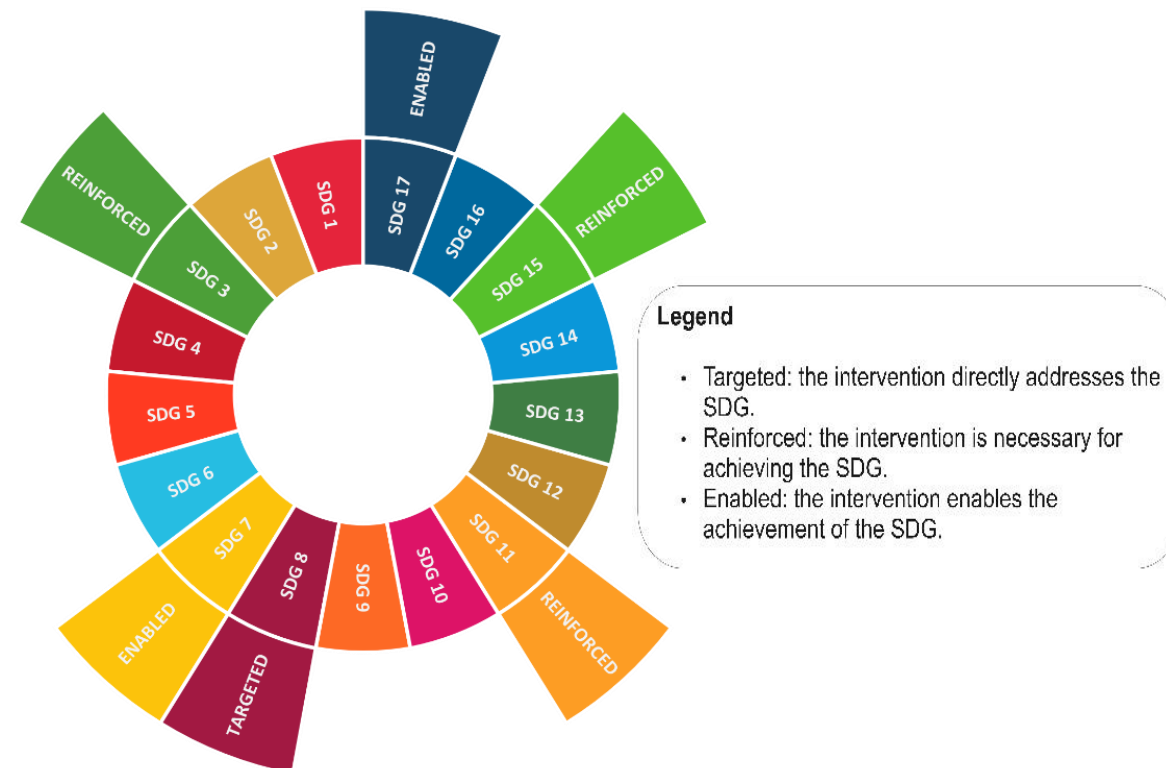 ENABLED
SDG 17
SDG 16
REINFORCED
SDG 15
SDG 14
SDG 13
SDG 12
SDG 11
REINFORCED
SDG 10
SDG 9
SDG 8
TARGETED
SDG 7
ENABLED
SDG 6
SDG 5
SDG 4
SDG 3
REINFORCED
SDG 2
SDG 1
Legend
• Targeted: the intervention directly addresses the
SDG.
• Reinforced: the intervention is necessary for
achieving the SDG.
• Enabled: the intervention enables the
achievement of the SDG.